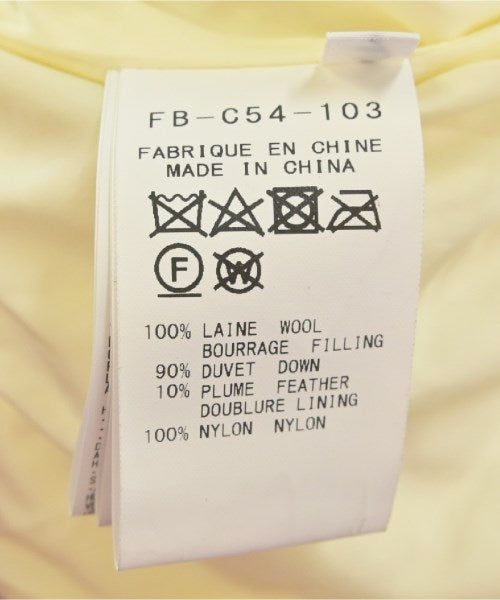 FB-C54-103
FABRIQUE EN CHINE
MADE IN CHINA
F
W
100% LAINE WOOL
BOURRAGE FILLING
90% DUVET DOWN
10% PLUME FEATHER
DOUBLURE LINING
100% NYLON NYLON